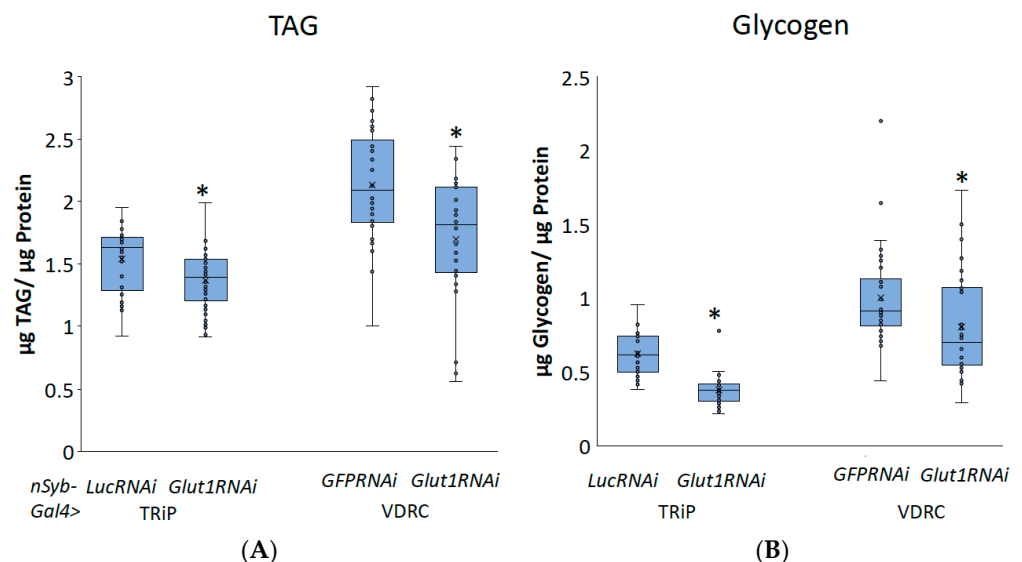 TAG
Glycogen
µg TAG/ µg Protein
3
2.5
2
1.5
1
0.5
0
*
*
nSyb-
Gal4>
LucRNAi Glut1RNAi
TRiP
GFPRNAi Glut1RNAi
VDRC
(A)
µg Glycogen/ µg Protein
2.5
2
1.5
1
0.5
0
*
*
LucRNAi Glut1RNAi
TRiP
GFPRNAi Glut1RNAi
VDRC
(B)